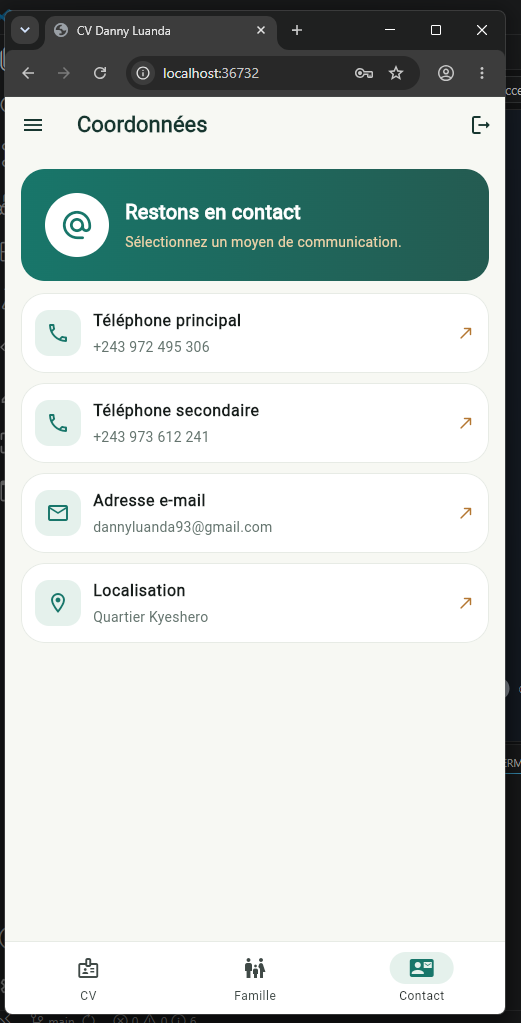 CV Danny Luanda
localhost:36732
Coordonnées
Restons en contact
Sélectionnez un moyen de communication.
Téléphone principal
+243 972 495 306
Téléphone secondaire
+243 973 612 241
Adresse e-mail
dannyluanda93@gmail.com
Localisation
Quartier Kyeshero
CV
Famille
Contact